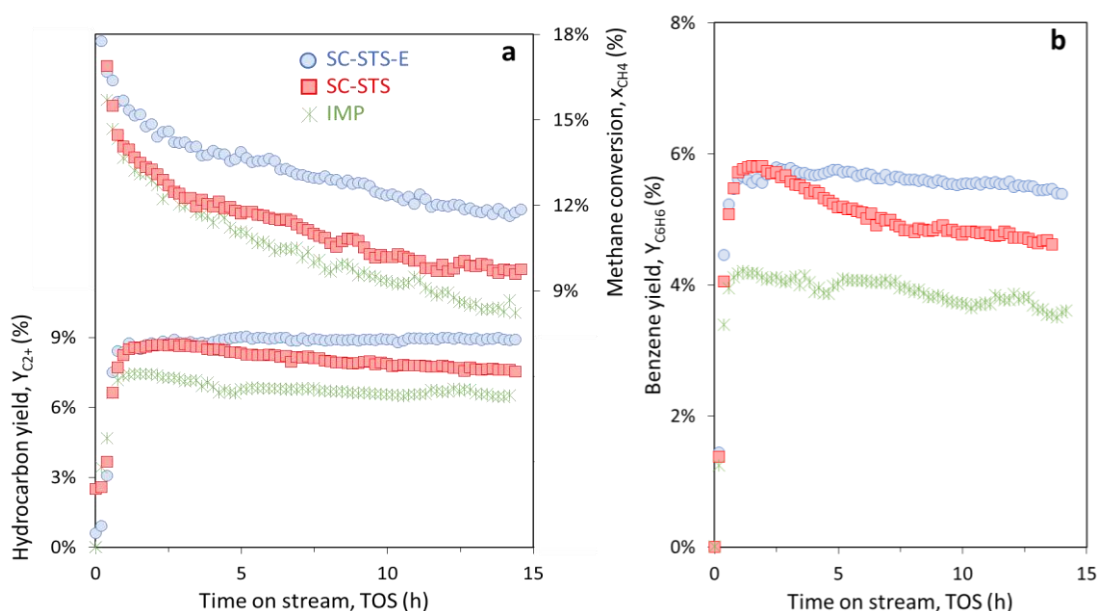 a
SC-STS-E
SC-STS
IMP
Hydrocarbon yield, Y_C2+ (%)
0%
3%
6%
9%
Methane conversion, x_CH4 (%)
18%
15%
12%
9%
0
5
10
15
Time on stream, TOS (h)
b
Benzene yield, Y_C6H6 (%)
8%
6%
4%
2%
0%
0
5
10
15
Time on stream, TOS (h)